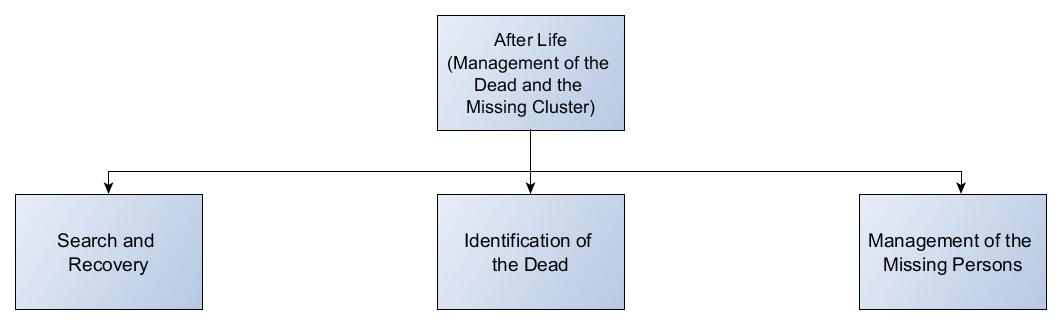 After Life
(Management of the
Dead and the
Missing Cluster)
Search and
Recovery
Identification of
the Dead
Management of the
Missing Persons